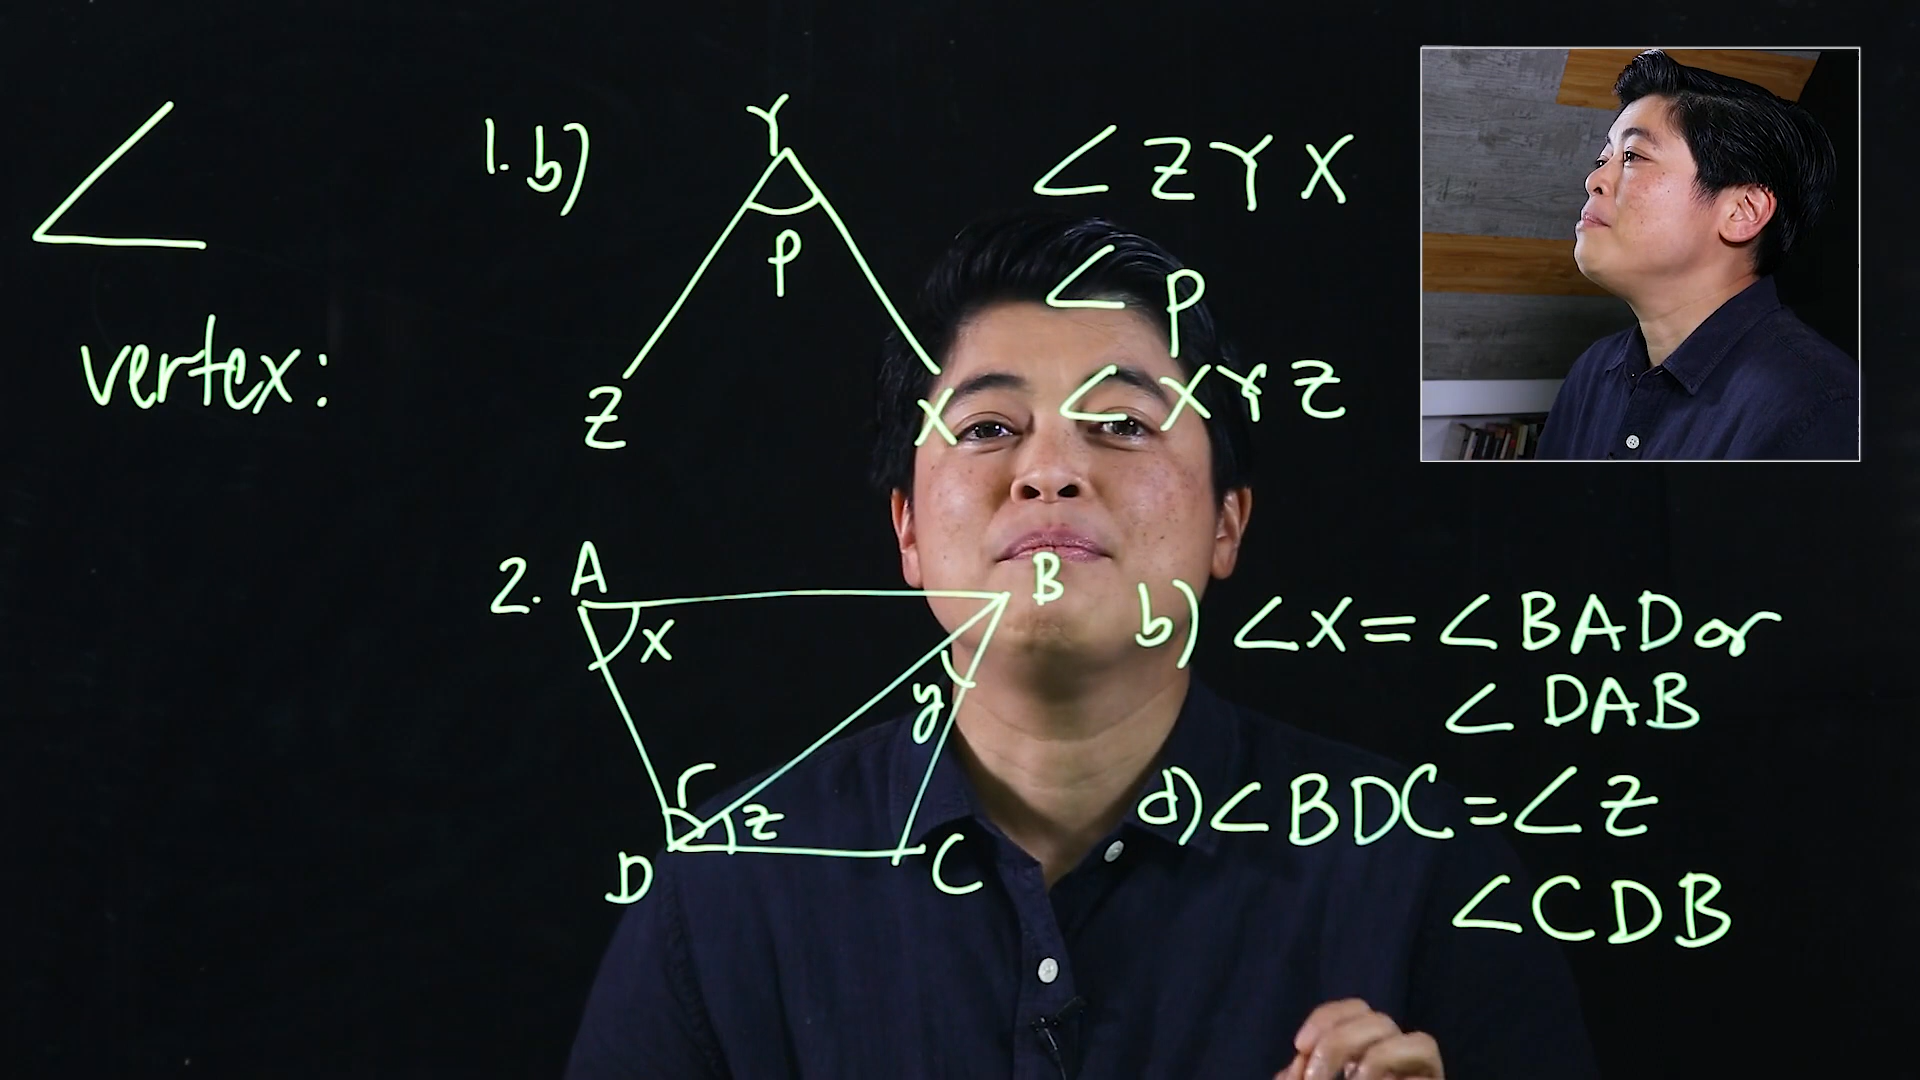 vertex:
1. b)
Y
P
Z
X
∠ZYX
∠P
∠XYZ
2.
A
B
x
y
r
z
D
C
b) ∠x = ∠BAD or
∠DAB
d) ∠BDC = ∠z
∠CDB